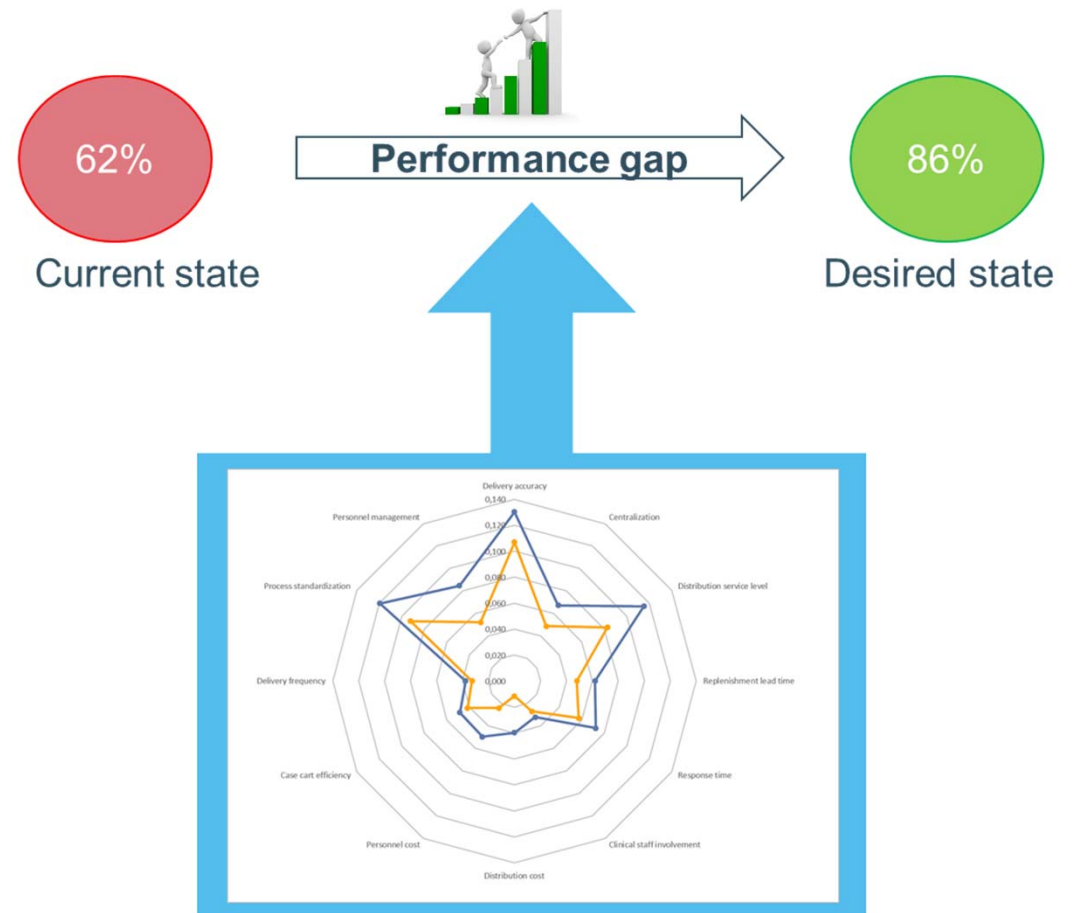 62%
Performance gap
86%
Current state
Desired state
Delivery accuracy
0,140
Personnel management
Centralization
0,120
0,100
Process standardization
Distribution service level
0,080
0,060
0,040
0,020
Delivery frequency
0,000
Replenishment lead time
Case cart efficiency
Response time
Personnel cost
Clinical staff involvement
Distribution cost